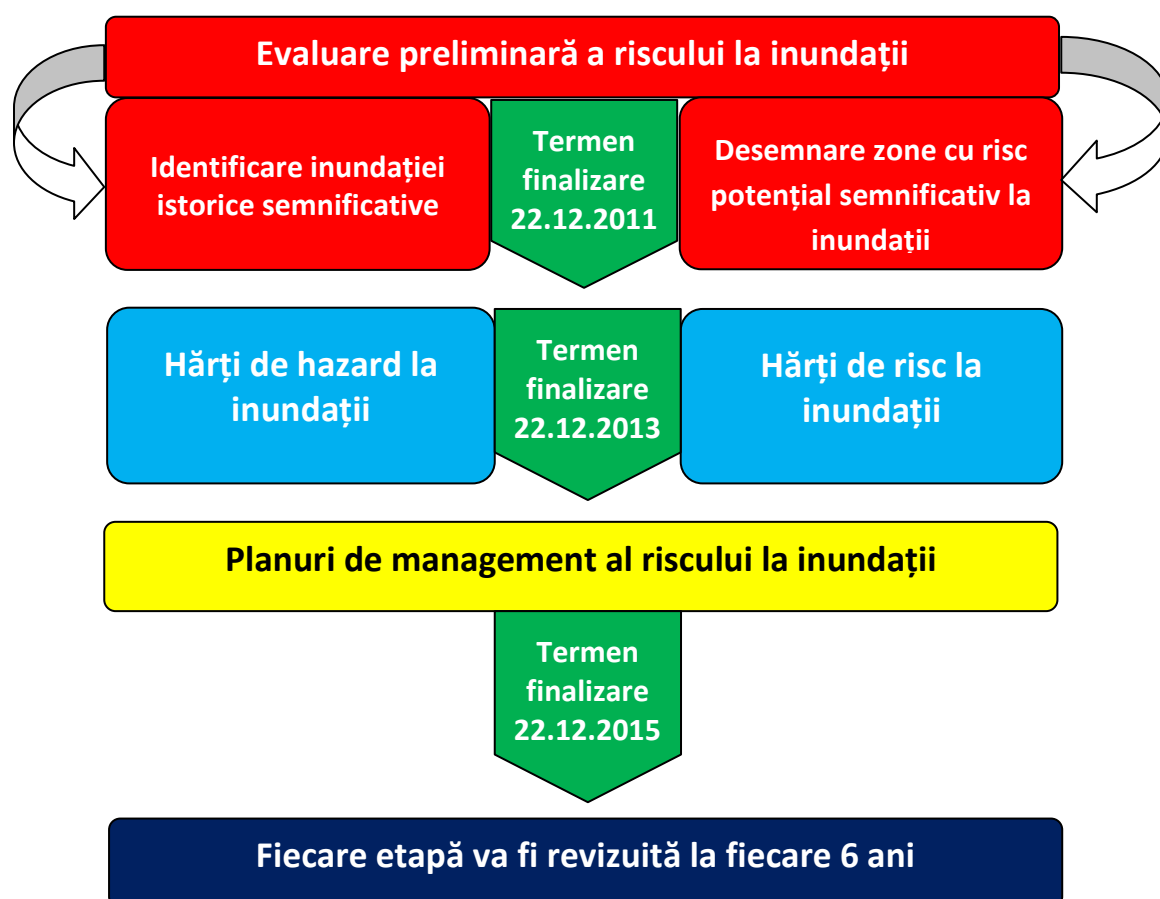 Evaluare preliminară a riscului la inundații
Identificare inundației
istorice semnificative
Termen
finalizare
22.12.2011
Desemnare zone cu risc
potențial semnificativ la
inundații
Hărți de hazard la
inundații
Termen
finalizare
22.12.2013
Hărți de risc la
inundații
Planuri de management al riscului la inundații
Termen
finalizare
22.12.2015
Fiecare etapă va fi revizuită la fiecare 6 ani